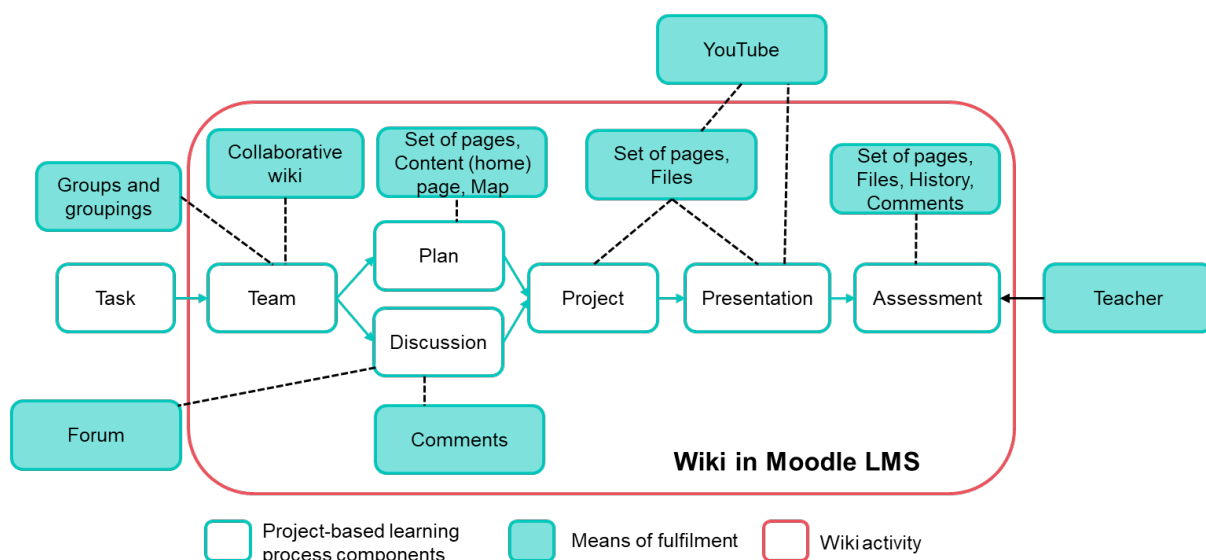 YouTube
Collaborative
wiki
Set of pages,
Content (home)
page, Map
Set of pages,
Files
Set of pages,
Files, History,
Comments
Groups and
groupings
Task
Team
Plan
Discussion
Project
Presentation
Assessment
Teacher
Forum
Comments
Wiki in Moodle LMS
Project-based learning
process components
Means of fulfilment
Wiki activity